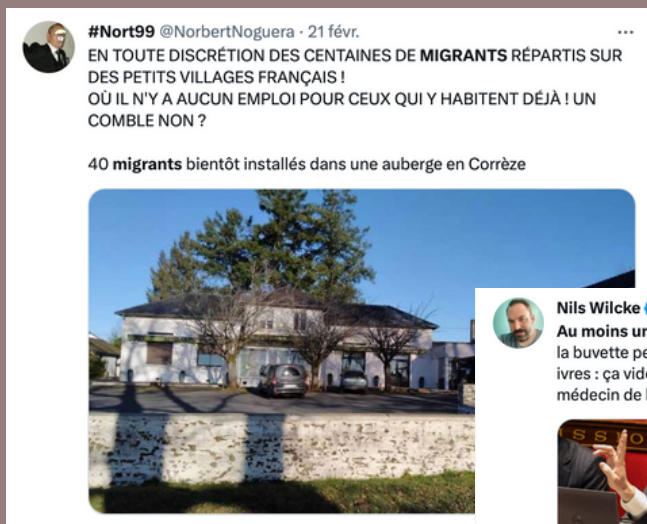 #Nort99 @NorbertNoguera · 21 févr.
EN TOUTE DISCRÉTION DES CENTAINES DE MIGRANTS RÉPARTIS SUR
DES PETITS VILLAGES FRANÇAIS !
OÙ IL N'Y A AUCUN EMPLOI POUR CEUX QUI Y HABITENT DÉJÀ ! UN
COMBLE NON ?
40 migrants bientôt installés dans une auberge en Corrèze
Nils Wilcke
Au moins un
la buvette pe
ivres : ça vid
médecin de l